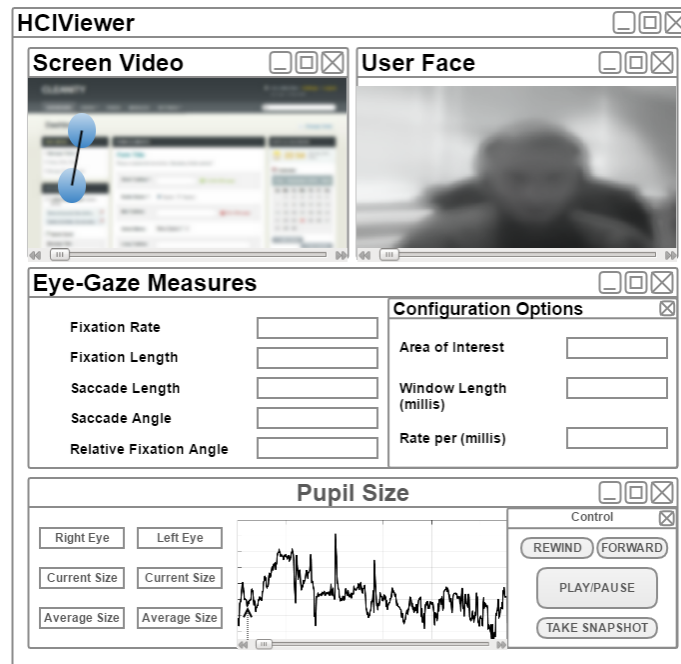 HCIViewer
Screen Video
User Face
CLEANITY
Eye-Gaze Measures
Configuration Options
Fixation Rate
Fixation Length
Saccade Length
Saccade Angle
Relative Fixation Angle
Area of Interest
Window Length
(millis)
Rate per (millis)
Pupil Size
Control
Right Eye
Left Eye
Current Size
Current Size
Average Size
Average Size
REWIND
FORWARD
PLAY/PAUSE
TAKE SNAPSHOT